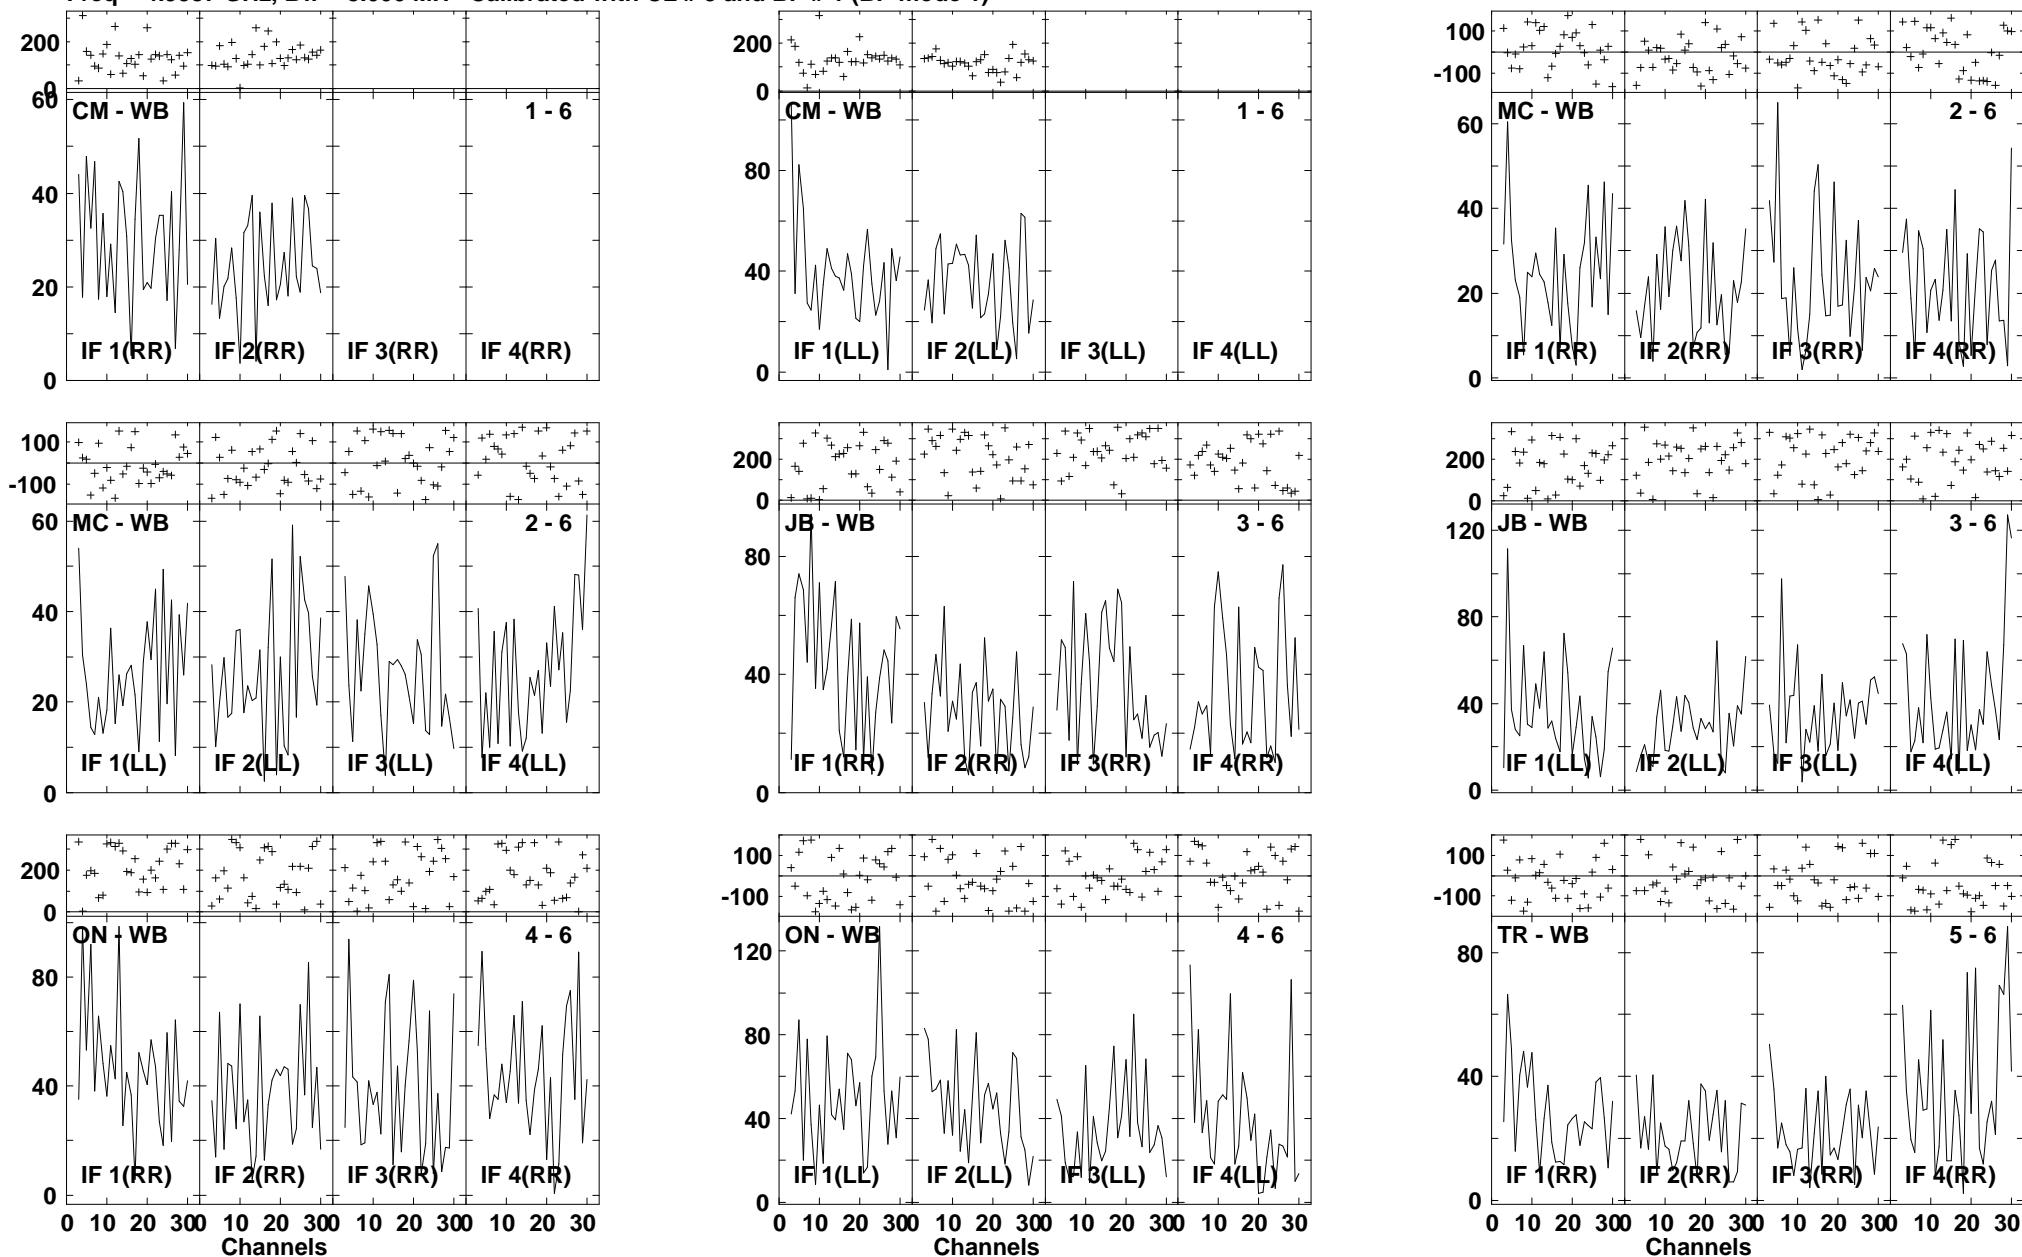 200
0
60
40
20
0
CM - WB
1 - 6
IF 1(RR)
IF 2(RR)
IF 3(RR)
IF 4(RR)
200
0
80
40
0
CM - WB
1 - 6
IF 1(LL)
IF 2(LL)
IF 3(LL)
IF 4(LL)
100
-100
60
40
20
0
MC - WB
2 - 6
IF 1(RR)
IF 2(RR)
IF 3(RR)
IF 4(RR)
100
-100
60
40
20
0
MC - WB
2 - 6
IF 1(LL)
IF 2(LL)
IF 3(LL)
IF 4(LL)
200
0
80
40
0
JB - WB
3 - 6
IF 1(RR)
IF 2(RR)
IF 3(RR)
IF 4(RR)
200
0
120
80
40
0
JB - WB
3 - 6
IF 1(LL)
IF 2(LL)
IF 3(LL)
IF 4(LL)
200
0
80
40
0
ON - WB
4 - 6
IF 1(RR)
IF 2(RR)
IF 3(RR)
IF 4(RR)
0 10 20 30 0 10 20 30 0 10 20 30 0 10 20 30
Channels
100
-100
120
80
40
0
ON - WB
4 - 6
IF 1(LL)
IF 2(LL)
IF 3(LL)
IF 4(LL)
0 10 20 30 0 10 20 30 0 10 20 30 0 10 20 30
Channels
100
-100
80
40
0
TR - WB
5 - 6
IF 1(RR)
IF 2(RR)
IF 3(RR)
IF 4(RR)
0 10 20 30 0 10 20 30 0 10 20 30 0 10 20 30
Channels